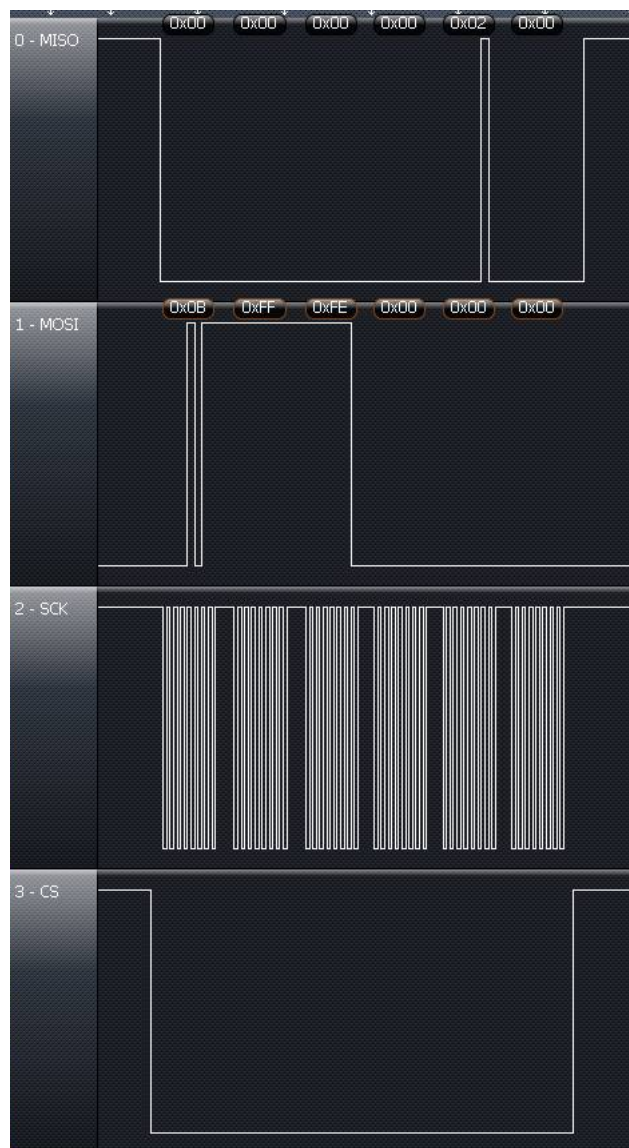 0x00 0x00 0x00 0x00 0x02 0x00
0 - MISO
0x0B 0xFF 0xFE 0x00 0x00 0x00
1 - MOSI
2 - SCK
3 - CS